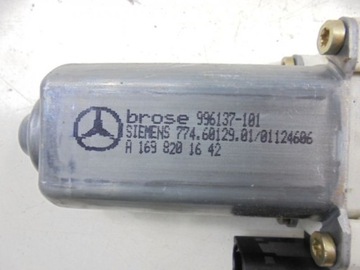 brose 996137-101
SIEMENS 774.60129.01/01124606
A 169 820 16 42